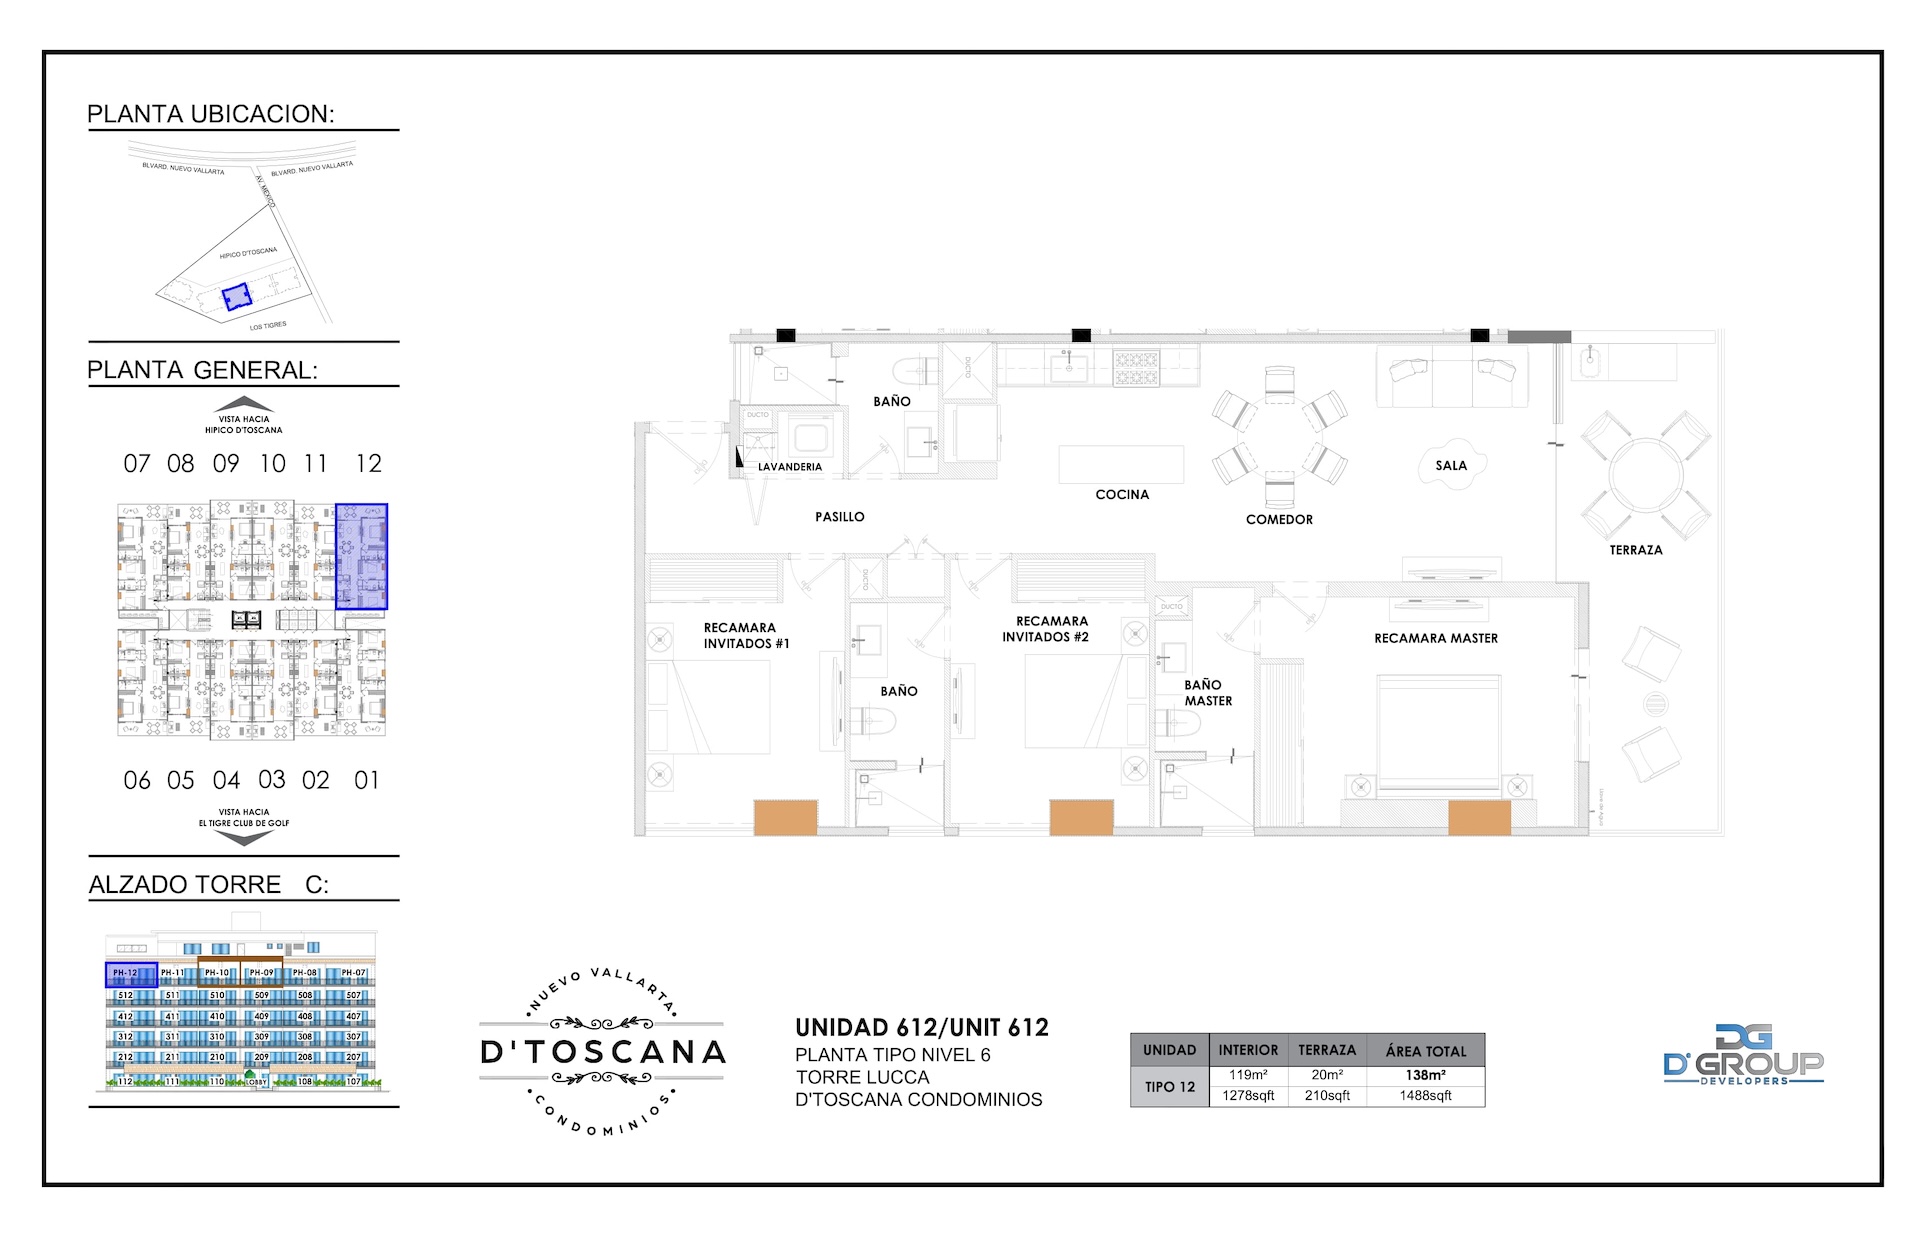 PLANTA UBICACION:
BLVARD. NUEVO VALLARTA
BLVARD. NUEVO VALLARTA
AV. MEXICO
HIPICO D'TOSCANA
LOS TIGRES
PLANTA GENERAL:
VISTA HACIA
HIPICO D'TOSCANA
07 08 09 10 11 12
06 05 04 03 02 01
VISTA HACIA
EL TIGRE CLUB DE GOLF
ALZADO TORRE C:
PH-12 PH-11 PH-10 PH-09 PH-08 PH-07
512 511 510 509 508 507
412 411 410 409 408 407
312 311 310 309 308 307
212 211 210 209 208 207
112 111 110 LOBBY 108 107
BAÑO
DUCTO
DUCTO
LAVANDERIA
PASILLO
COCINA
COMEDOR
SALA
TERRAZA
DUCTO
DUCTO
RECAMARA
INVITADOS #1
BAÑO
RECAMARA
INVITADOS #2
BAÑO
MASTER
RECAMARA MASTER
NUEVO VALLARTA
D'TOSCANA
CONDOMINIOS
UNIDAD 612/UNIT 612
PLANTA TIPO NIVEL 6
TORRE LUCCA
D'TOSCANA CONDOMINIOS
UNIDAD INTERIOR TERRAZA ÁREA TOTAL
TIPO 12
119m² 20m² 138m²
1278sqft 210sqft 1488sqft
DG
D'GROUP
DEVELOPERS